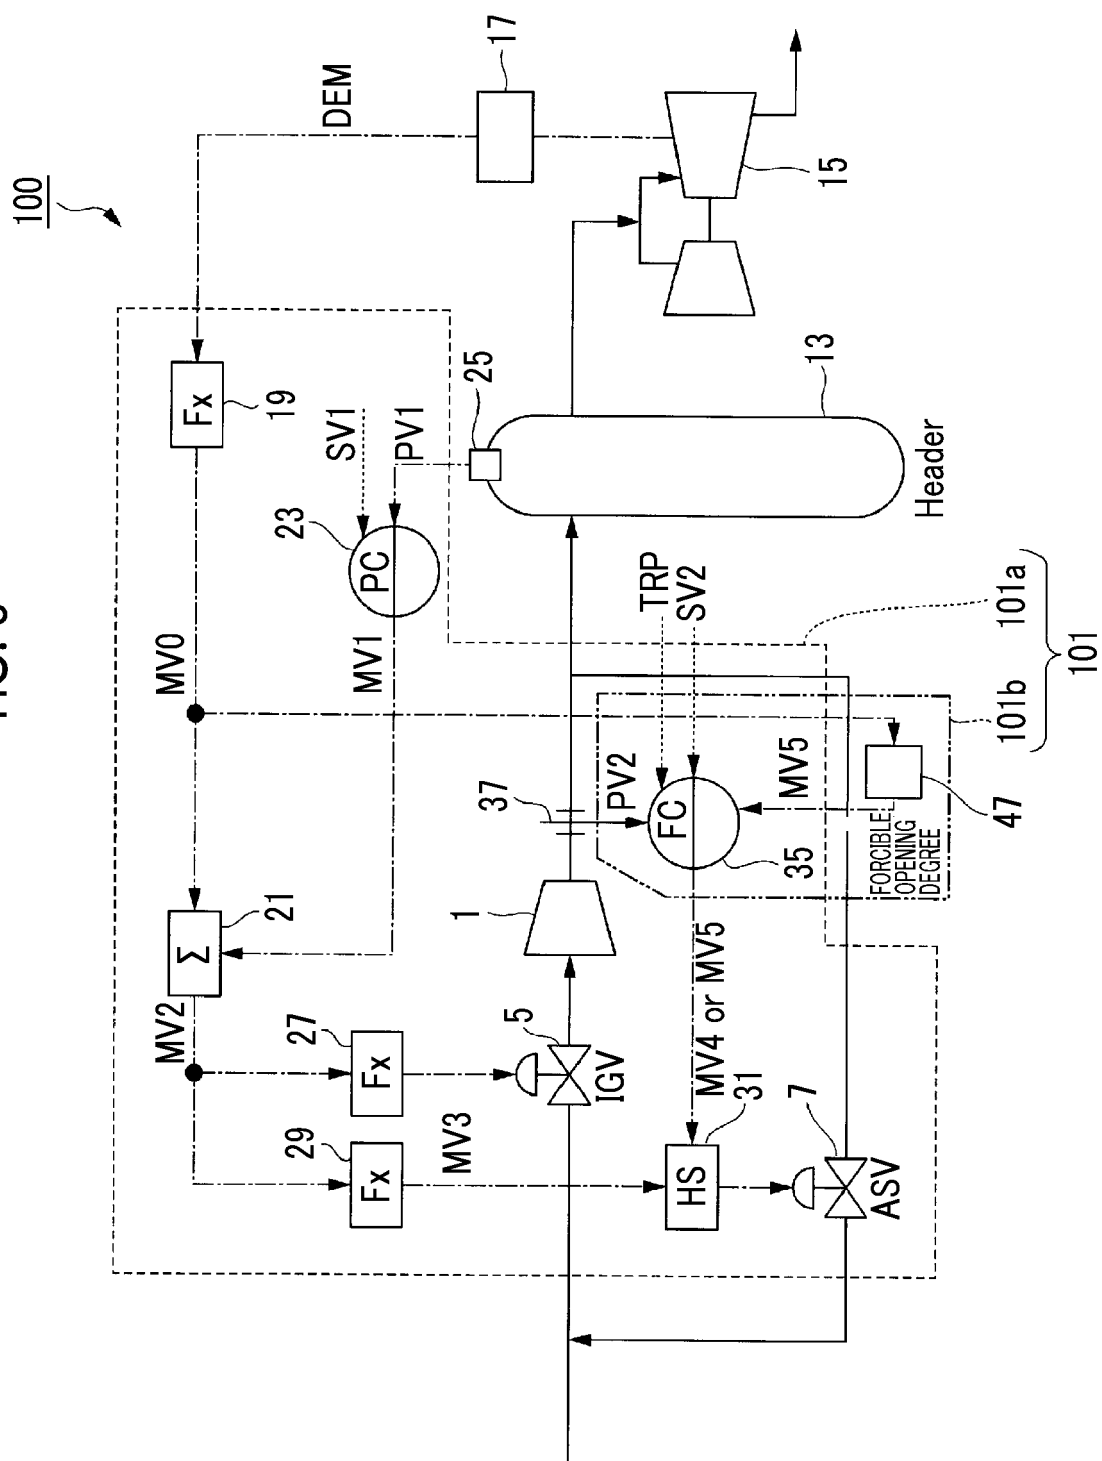 100
17
DEM
15
Fx
19
SV1
PV1
25
13
Header
23
PC
MV0
MV1
TRP
SV2
101a
101b
101
37
PV2
FC
35
MV5
47
FORCIBLE
OPENING
DEGREE
1
Σ
21
MV2
27
Fx
29
Fx
MV3
5
IGV
MV4 or MV5
31
HS
7
ASV